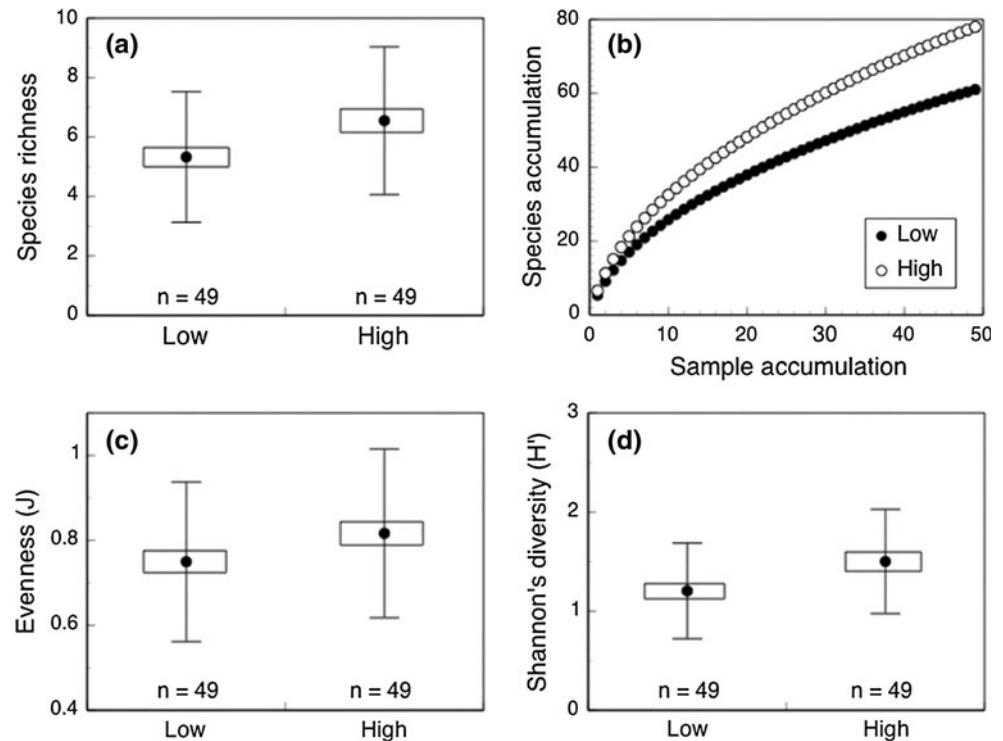 (a)
Species richness
10
8
6
4
2
0
n = 49
n = 49
Low
High
(b)
Species accumulation
80
60
40
20
0
Low
High
0
10
20
30
40
50
Sample accumulation
(c)
Evenness (J)
1
0.8
0.6
0.4
n = 49
n = 49
Low
High
(d)
Shannon's diversity (H')
3
2
1
0
n = 49
n = 49
Low
High